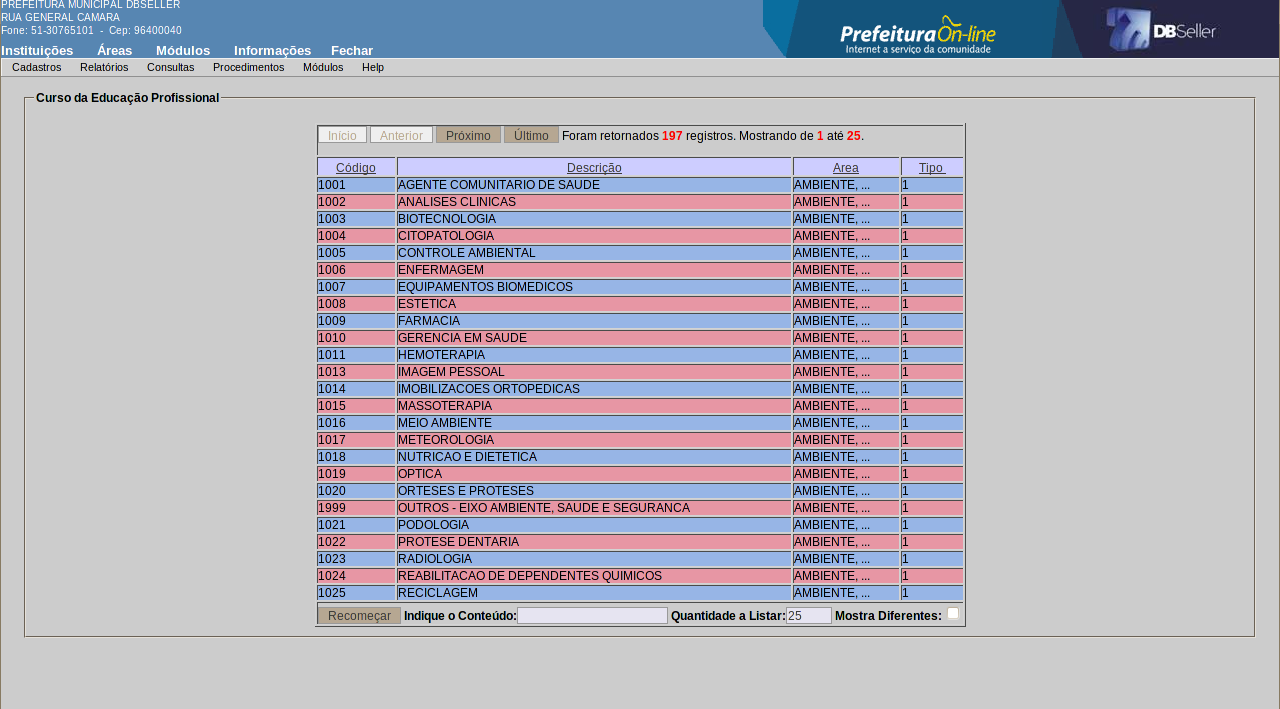 PREFEITURA MUNICIPAL DBSELLER
RUA GENERAL CAMARA
Fone: 51-30765101 - Cep: 96400040
PrefeituraOn-line
Internet a serviço da comunidade
DBSeller
Instituições Áreas Módulos Informações Fechar
Cadastros Relatórios Consultas Procedimentos Módulos Help
Curso da Educação Profissional
Início Anterior Próximo Último Foram retornados 197 registros. Mostrando de 1 até 25.
Código Descrição Area Tipo
1001 AGENTE COMUNITARIO DE SAUDE AMBIENTE, ... 1
1002 ANALISES CLINICAS AMBIENTE, ... 1
1003 BIOTECNOLOGIA AMBIENTE, ... 1
1004 CITOPATOLOGIA AMBIENTE, ... 1
1005 CONTROLE AMBIENTAL AMBIENTE, ... 1
1006 ENFERMAGEM AMBIENTE, ... 1
1007 EQUIPAMENTOS BIOMEDICOS AMBIENTE, ... 1
1008 ESTETICA AMBIENTE, ... 1
1009 FARMACIA AMBIENTE, ... 1
1010 GERENCIA EM SAUDE AMBIENTE, ... 1
1011 HEMOTERAPIA AMBIENTE, ... 1
1013 IMAGEM PESSOAL AMBIENTE, ... 1
1014 IMOBILIZACOES ORTOPEDICAS AMBIENTE, ... 1
1015 MASSOTERAPIA AMBIENTE, ... 1
1016 MEIO AMBIENTE AMBIENTE, ... 1
1017 METEOROLOGIA AMBIENTE, ... 1
1018 NUTRICAO E DIETETICA AMBIENTE, ... 1
1019 OPTICA AMBIENTE, ... 1
1020 ORTESES E PROTESES AMBIENTE, ... 1
1999 OUTROS - EIXO AMBIENTE, SAUDE E SEGURANCA AMBIENTE, ... 1
1021 PODOLOGIA AMBIENTE, ... 1
1022 PROTESE DENTARIA AMBIENTE, ... 1
1023 RADIOLOGIA AMBIENTE, ... 1
1024 REABILITACAO DE DEPENDENTES QUIMICOS AMBIENTE, ... 1
1025 RECICLAGEM AMBIENTE, ... 1
Recomeçar Indique o Conteúdo: Quantidade a Listar: 25 Mostra Diferentes: